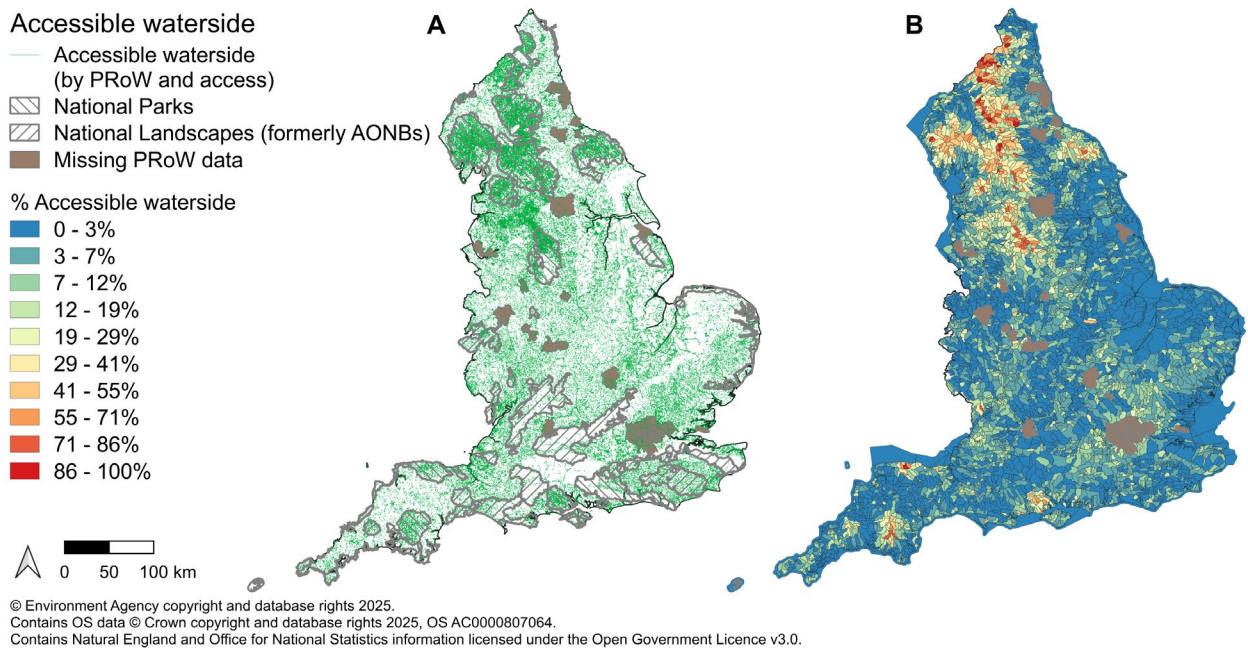 Accessible waterside
Accessible waterside
(by PRoW and access)
National Parks
National Landscapes (formerly AONBs)
Missing PRoW data
% Accessible waterside
0 - 3%
3 - 7%
7 - 12%
12 - 19%
19 - 29%
29 - 41%
41 - 55%
55 - 71%
71 - 86%
86 - 100%
0 50 100 km
A
B
© Environment Agency copyright and database rights 2025.
Contains OS data © Crown copyright and database rights 2025, OS AC0000807064.
Contains Natural England and Office for National Statistics information licensed under the Open Government Licence v3.0.